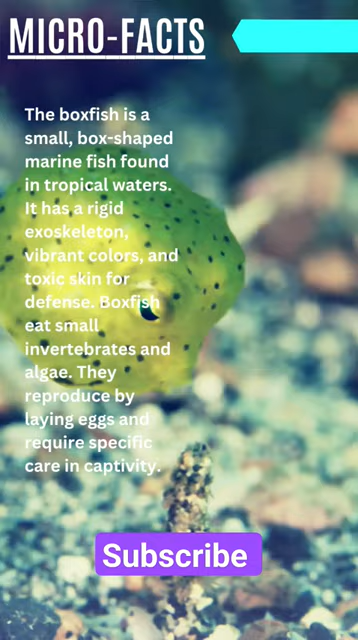 MICRO-FACTS
The boxfish is a
small, box-shaped
marine fish found
in tropical waters.
It has a rigid
exoskeleton,
vibrant colors, and
toxic skin for
defense. Boxfish
eat small
invertebrates and
algae. They
reproduce by
laying eggs and
require specific
care in captivity.
Subscribe